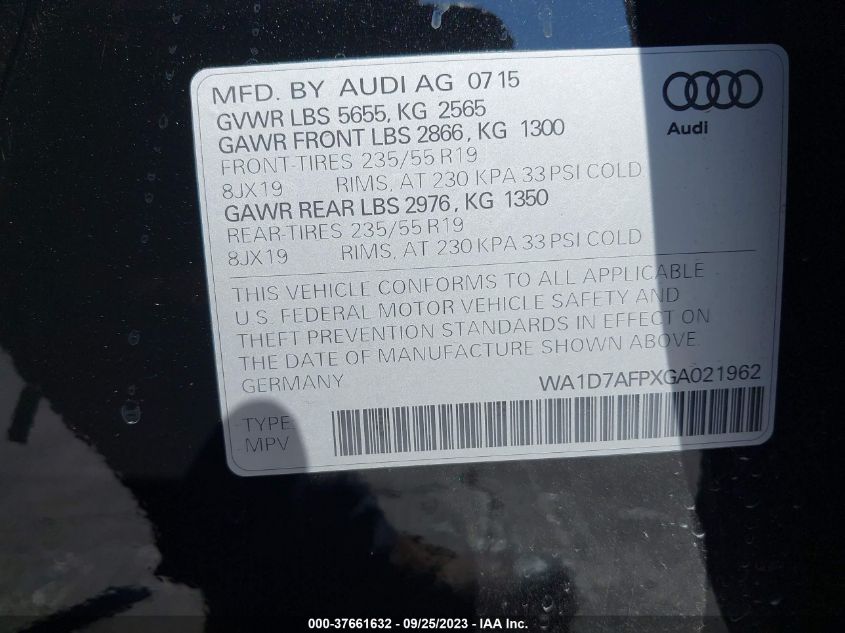 MFD. BY AUDI AG 07 15
GVWR LBS 5655, KG 2565
GAWR FRONT LBS 2866, KG 1300
FRONT-TIRES 235/55 R19
8JX19 RIMS, AT 230 KPA 33 PSI COLD
GAWR REAR LBS 2976, KG 1350
REAR-TIRES 235/55 R19
8JX19 RIMS, AT 230 KPA 33 PSI COLD
Audi
THIS VEHICLE CONFORMS TO ALL APPLICABLE
U.S. FEDERAL MOTOR VEHICLE SAFETY AND
THEFT PREVENTION STANDARDS IN EFFECT ON
THE DATE OF MANUFACTURE SHOWN ABOVE.
GERMANY WA1D7AFPXGA021962
TYPE:
MPV
000-37661632 - 09/25/2023 - IAA Inc.